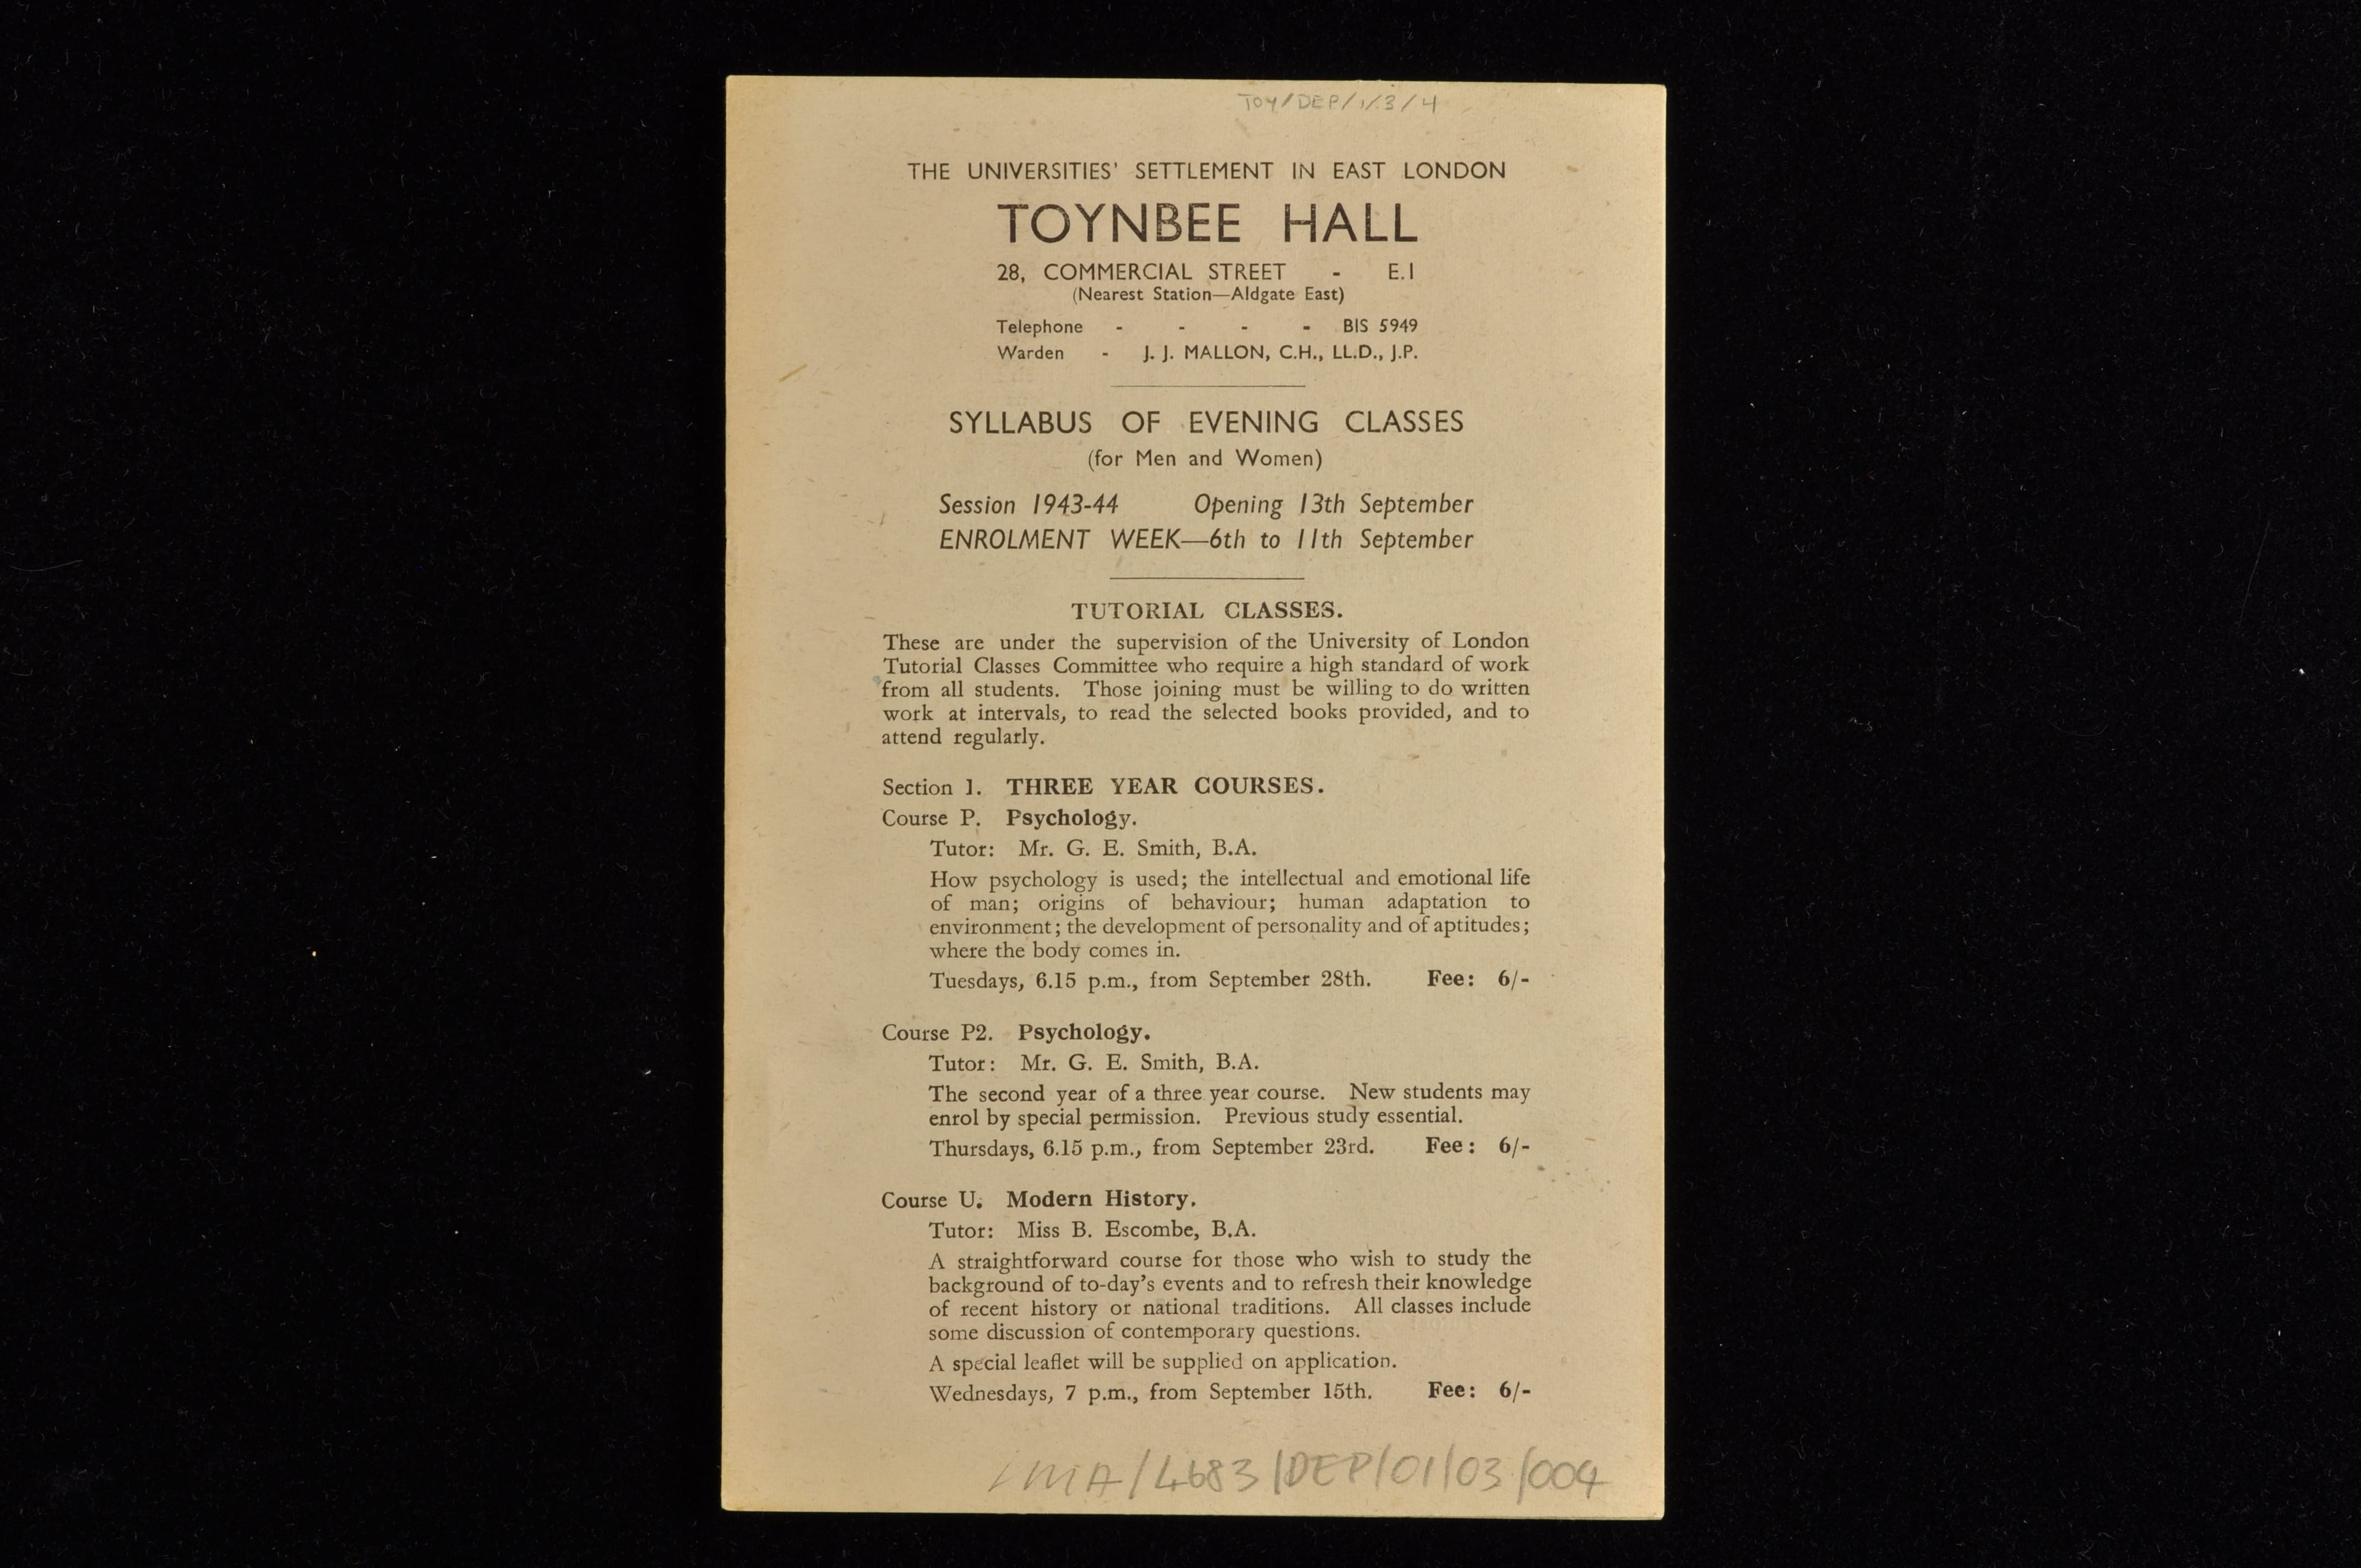 TOY/DEP/1/3/4
THE UNIVERSITIES' SETTLEMENT IN EAST LONDON
TOYNBEE HALL
28, COMMERCIAL STREET - E.1
(Nearest Station—Aldgate East)
Telephone - - - - BIS 5949
Warden - J. J. MALLON, C.H., LL.D., J.P.
SYLLABUS OF EVENING CLASSES
(for Men and Women)
Session 1943-44 Opening 13th September
ENROLMENT WEEK—6th to 11th September
TUTORIAL CLASSES.
These are under the supervision of the University of London
Tutorial Classes Committee who require a high standard of work
from all students. Those joining must be willing to do written
work at intervals, to read the selected books provided, and to
attend regularly.
Section 1. THREE YEAR COURSES.
Course P. Psychology.
Tutor: Mr. G. E. Smith, B.A.
How psychology is used; the intellectual and emotional life
of man; origins of behaviour; human adaptation to
environment; the development of personality and of aptitudes;
where the body comes in.
Tuesdays, 6.15 p.m., from September 28th. Fee: 6/-
Course P2. Psychology.
Tutor: Mr. G. E. Smith, B.A.
The second year of a three year course. New students may
enrol by special permission. Previous study essential.
Thursdays, 6.15 p.m., from September 23rd. Fee: 6/-
Course U. Modern History.
Tutor: Miss B. Escombe, B.A.
A straightforward course for those who wish to study the
background of to-day's events and to refresh their knowledge
of recent history or national traditions. All classes include
some discussion of contemporary questions.
A special leaflet will be supplied on application.
Wednesdays, 7 p.m., from September 15th. Fee: 6/-
LMA/4683/DEP/01/03/004